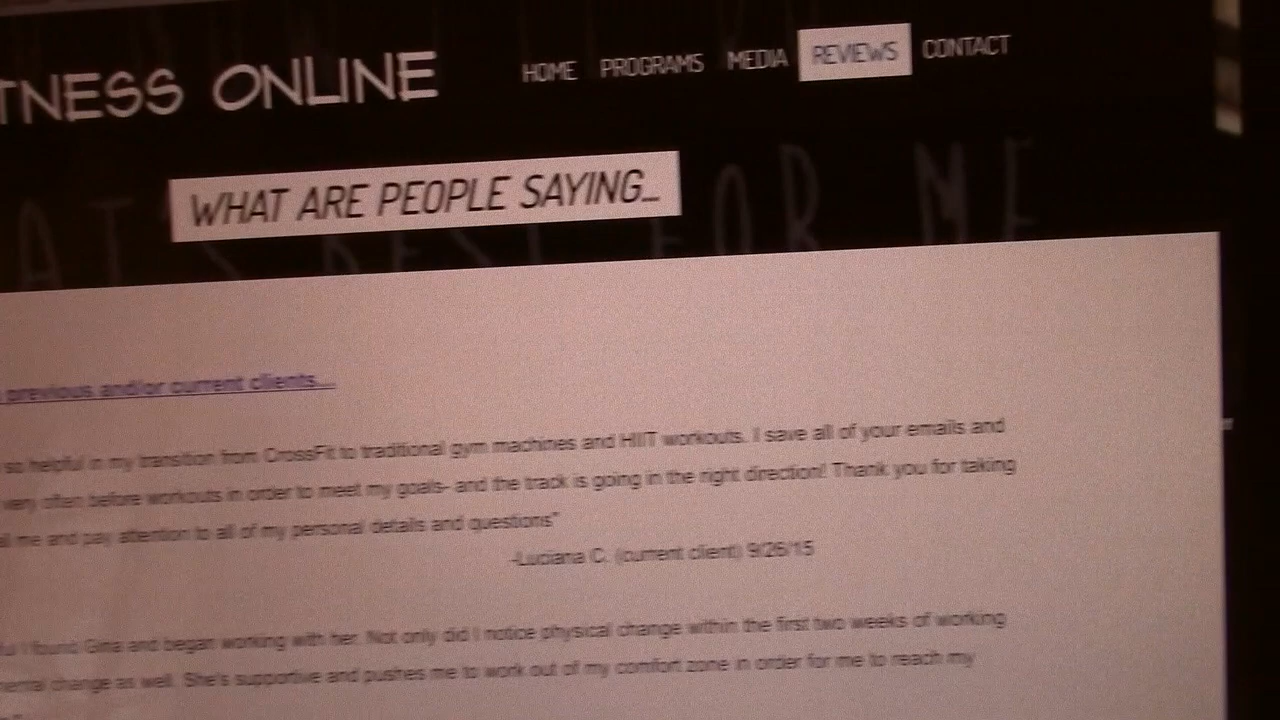 TNESS ONLINE
HOME PROGRAMS MEDIA REVIEWS CONTACT
WHAT ARE PEOPLE SAYING...
AT'S BEST FOR ME
previous and/or current clients...
so helpful in my transition from CrossFit to traditional gym machines and HIIT workouts. I save all of your emails and
very often before workouts in order to meet my goals- and the track is going in the right direction! Thank you for taking
me and pay attention to all of my personal details and questions"
-Luciana C. (current client) 9/26/15
I found Gina and began working with her. Not only did I notice physical change within the first two weeks of working
change as well. She's supportive and pushes me to work out of my comfort zone in order for me to reach my